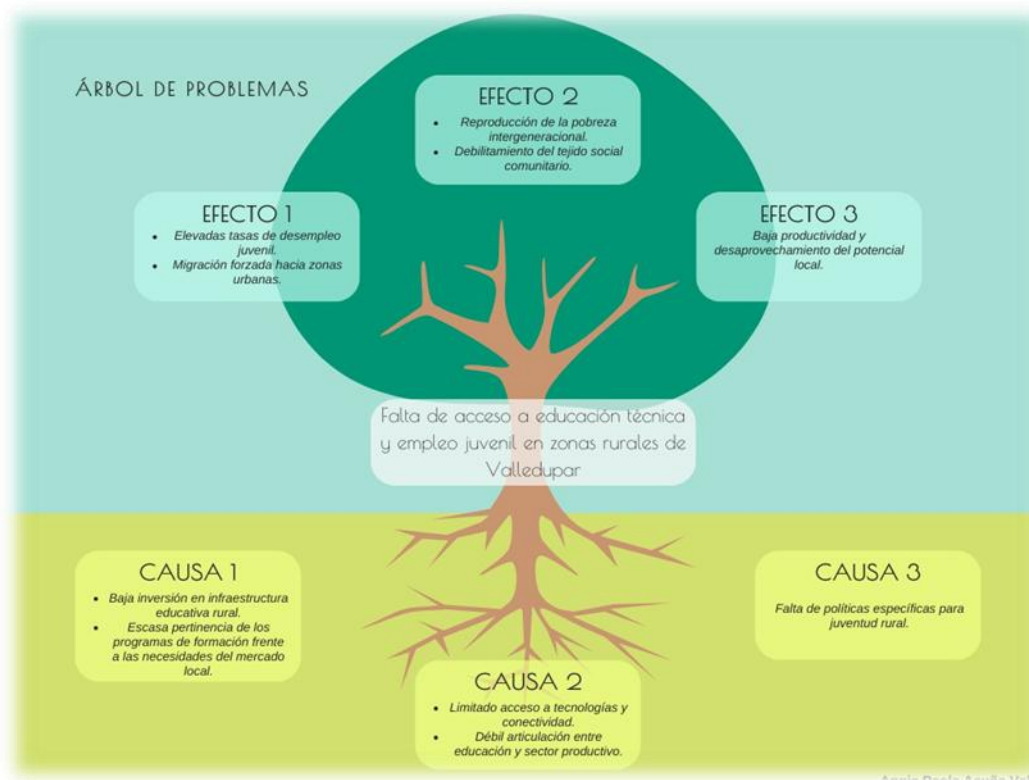 ÁRBOL DE PROBLEMAS
EFECTO 2
• Reproducción de la pobreza
intergeneracional.
• Debilitamiento del tejido social
comunitario.
EFECTO 1
• Elevadas tasas de desempleo
juvenil.
• Migración forzada hacia zonas
urbanas.
EFECTO 3
Baja productividad y
desaprovechamiento del potencial
local.
Falta de acceso a educación técnica
y empleo juvenil en zonas rurales de
Valledupar
CAUSA 1
• Baja inversión en infraestructura
educativa rural.
• Escasa pertinencia de los
programas de formación frente
a las necesidades del mercado
local.
CAUSA 3
Falta de políticas específicas para
juventud rural.
CAUSA 2
• Limitado acceso a tecnologías y
conectividad.
• Débil articulación entre
educación y sector productivo.